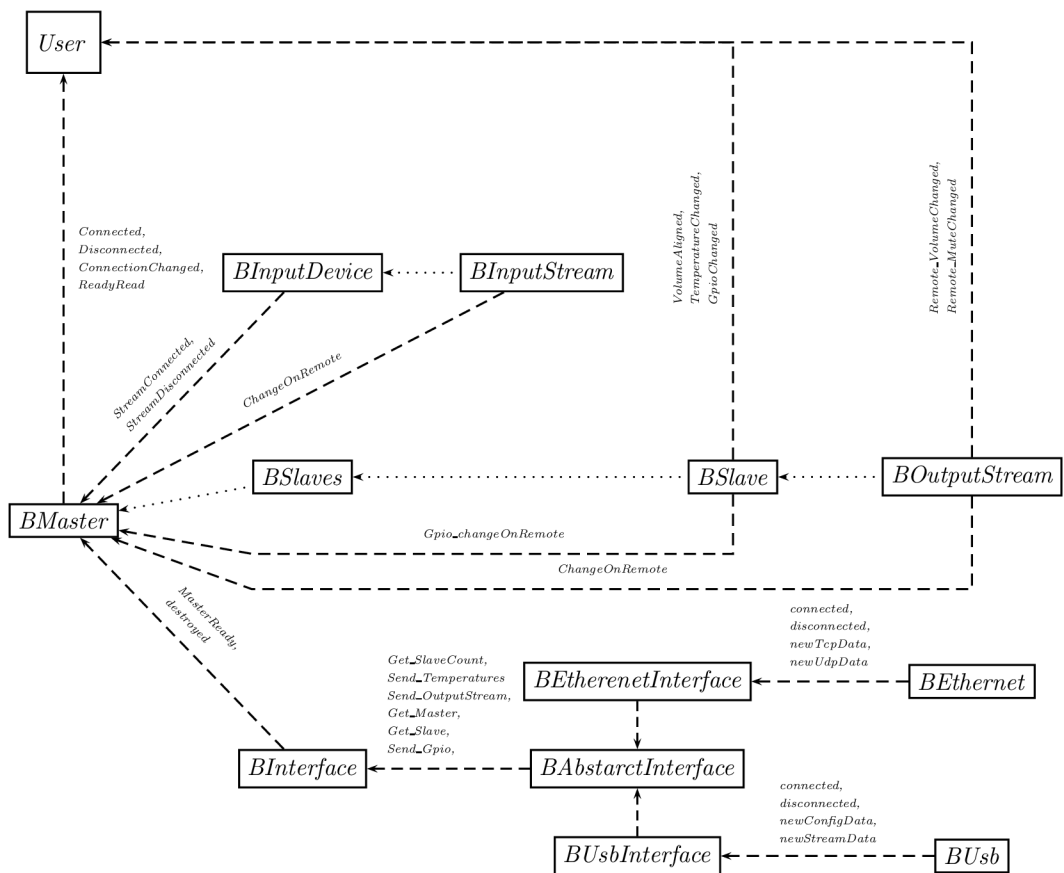 User
Connected,
Disconnected,
ConnectionChanged,
ReadyRead
VolumeAligned,
TemperatureChanged,
GpioChanged
Remote_VolumeChanged,
Remote_MuteChanged
BInputDevice
BInputStream
StreamConnected,
StreamDisconnected
ChangeOnRemote
BSlaves
BSlave
BOutputStream
BMaster
Gpio_changeOnRemote
ChangeOnRemote
MasterReady,
destroyed
connected,
disconnected,
newTcpData,
newUdpData
Get_SlaveCount,
Send_Temperatures
Send_OutputStream,
Get_Master,
Get_Slave,
Send_Gpio,
BEtherenetInterface
BEthernet
BInterface
BAbstarctInterface
connected,
disconnected,
newConfigData,
newStreamData
BUsbInterface
BUsb